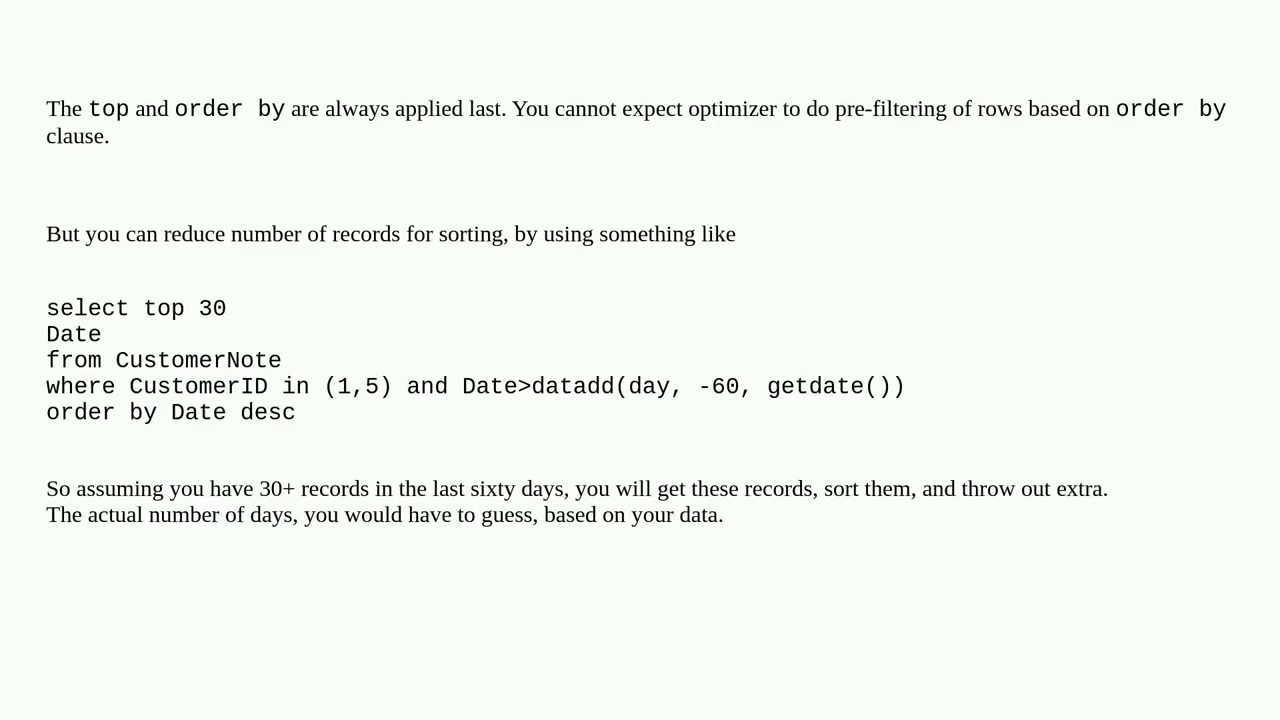 The top and order by are always applied last. You cannot expect optimizer to do pre-filtering of rows based on order by
clause.
But you can reduce number of records for sorting, by using something like
select top 30
Date
from CustomerNote
where CustomerID in (1,5) and Date>datadd(day, -60, getdate())
order by Date desc
So assuming you have 30+ records in the last sixty days, you will get these records, sort them, and throw out extra.
The actual number of days, you would have to guess, based on your data.